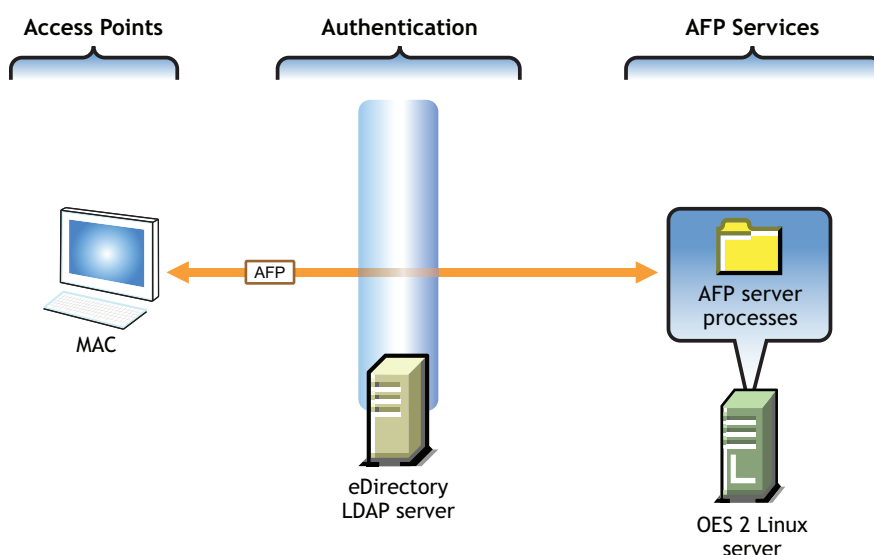 Access Points
Authentication
AFP Services
AFP
MAC
AFP server
processes
eDirectory
LDAP server
L
OES 2 Linux
server